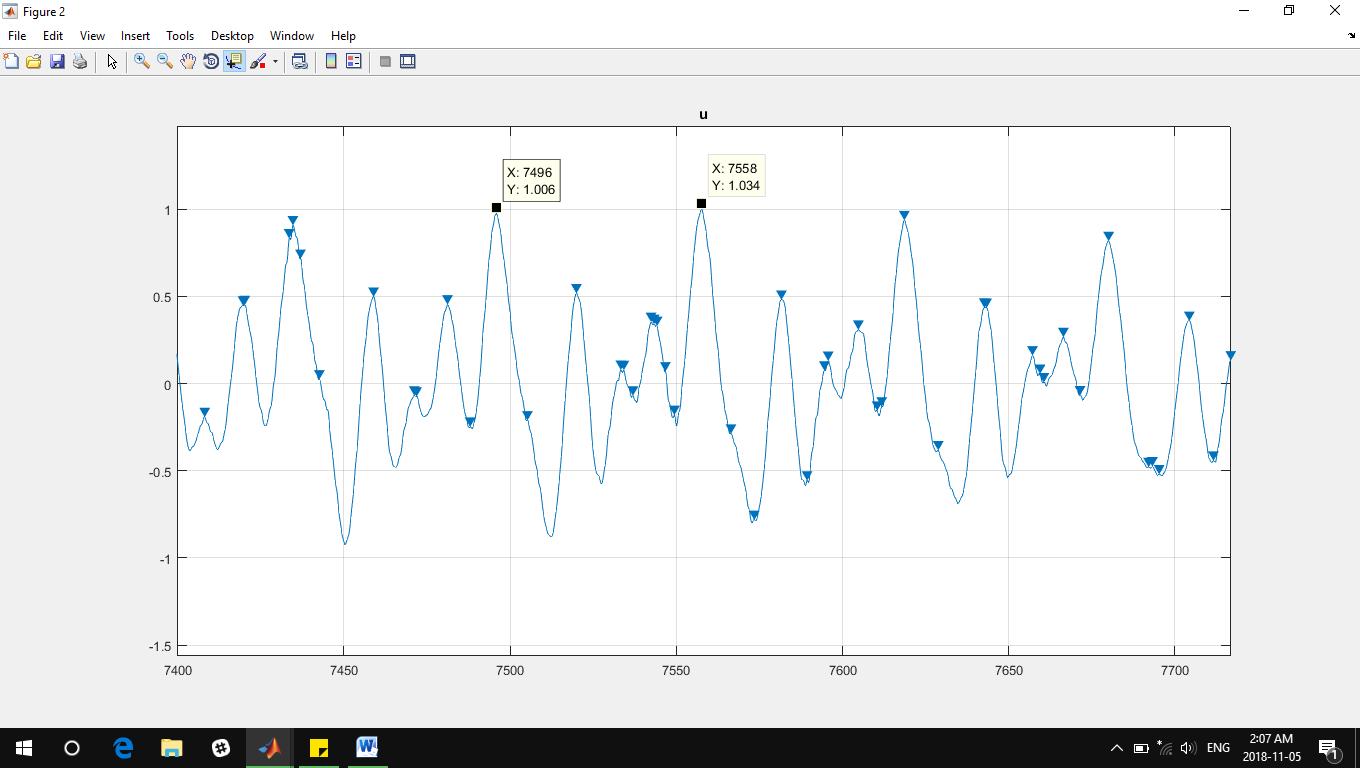 Figure 2
File Edit View Insert Tools Desktop Window Help
u
X: 7496
Y: 1.006
X: 7558
Y: 1.034
1
0.5
0
-0.5
-1
-1.5
7400 7450 7500 7550 7600 7650 7700
ENG
2:07 AM
2018-11-05
1